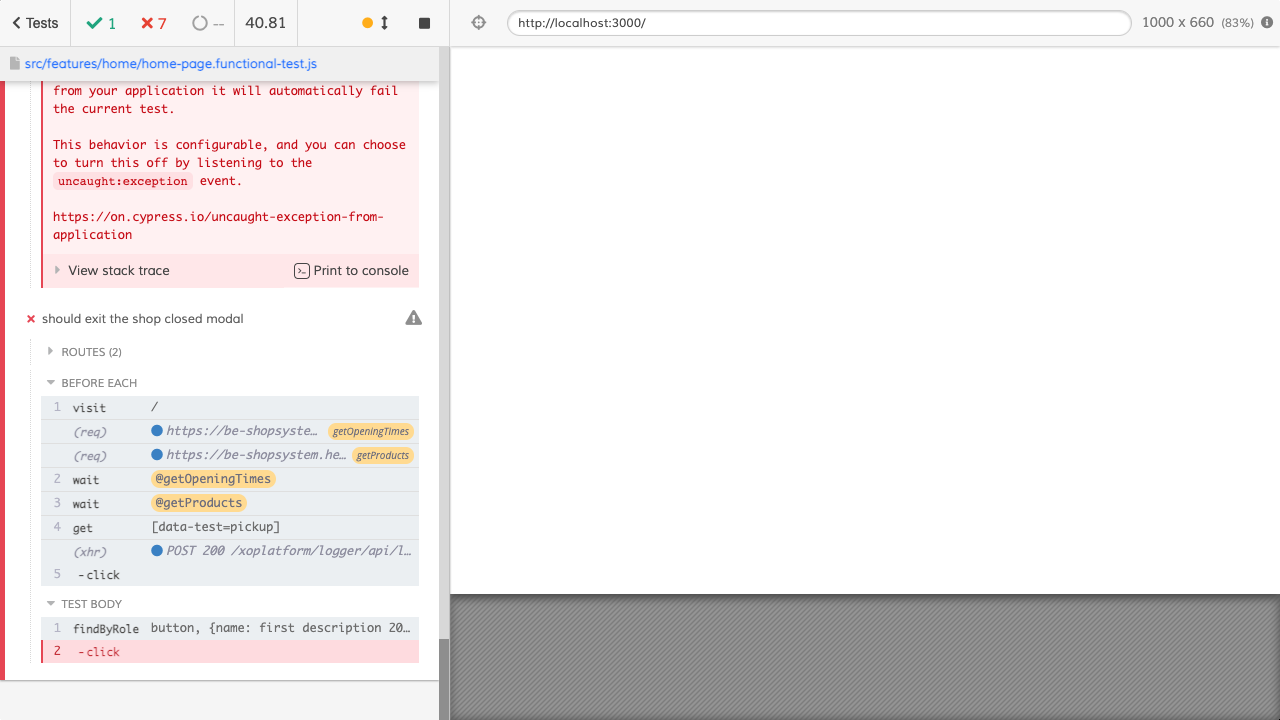 Tests 1 7 -- 40.81
http://localhost:3000/ 1000 x 660 (83%)
src/features/home/home-page.functional-test.js
from your application it will automatically fail
the current test.
This behavior is configurable, and you can choose
to turn this off by listening to the
uncaught:exception event.
https://on.cypress.io/uncaught-exception-from-
application
View stack trace Print to console
should exit the shop closed modal
ROUTES (2)
BEFORE EACH
1 visit /
(req) https://be-shopsyste… getOpeningTimes
(req) https://be-shopsystem.he… getProducts
2 wait @getOpeningTimes
3 wait @getProducts
4 get [data-test=pickup]
(xhr) POST 200 /xoplatform/logger/api/l…
5 -click
TEST BODY
1 findByRole button, {name: first description 20…
2 -click